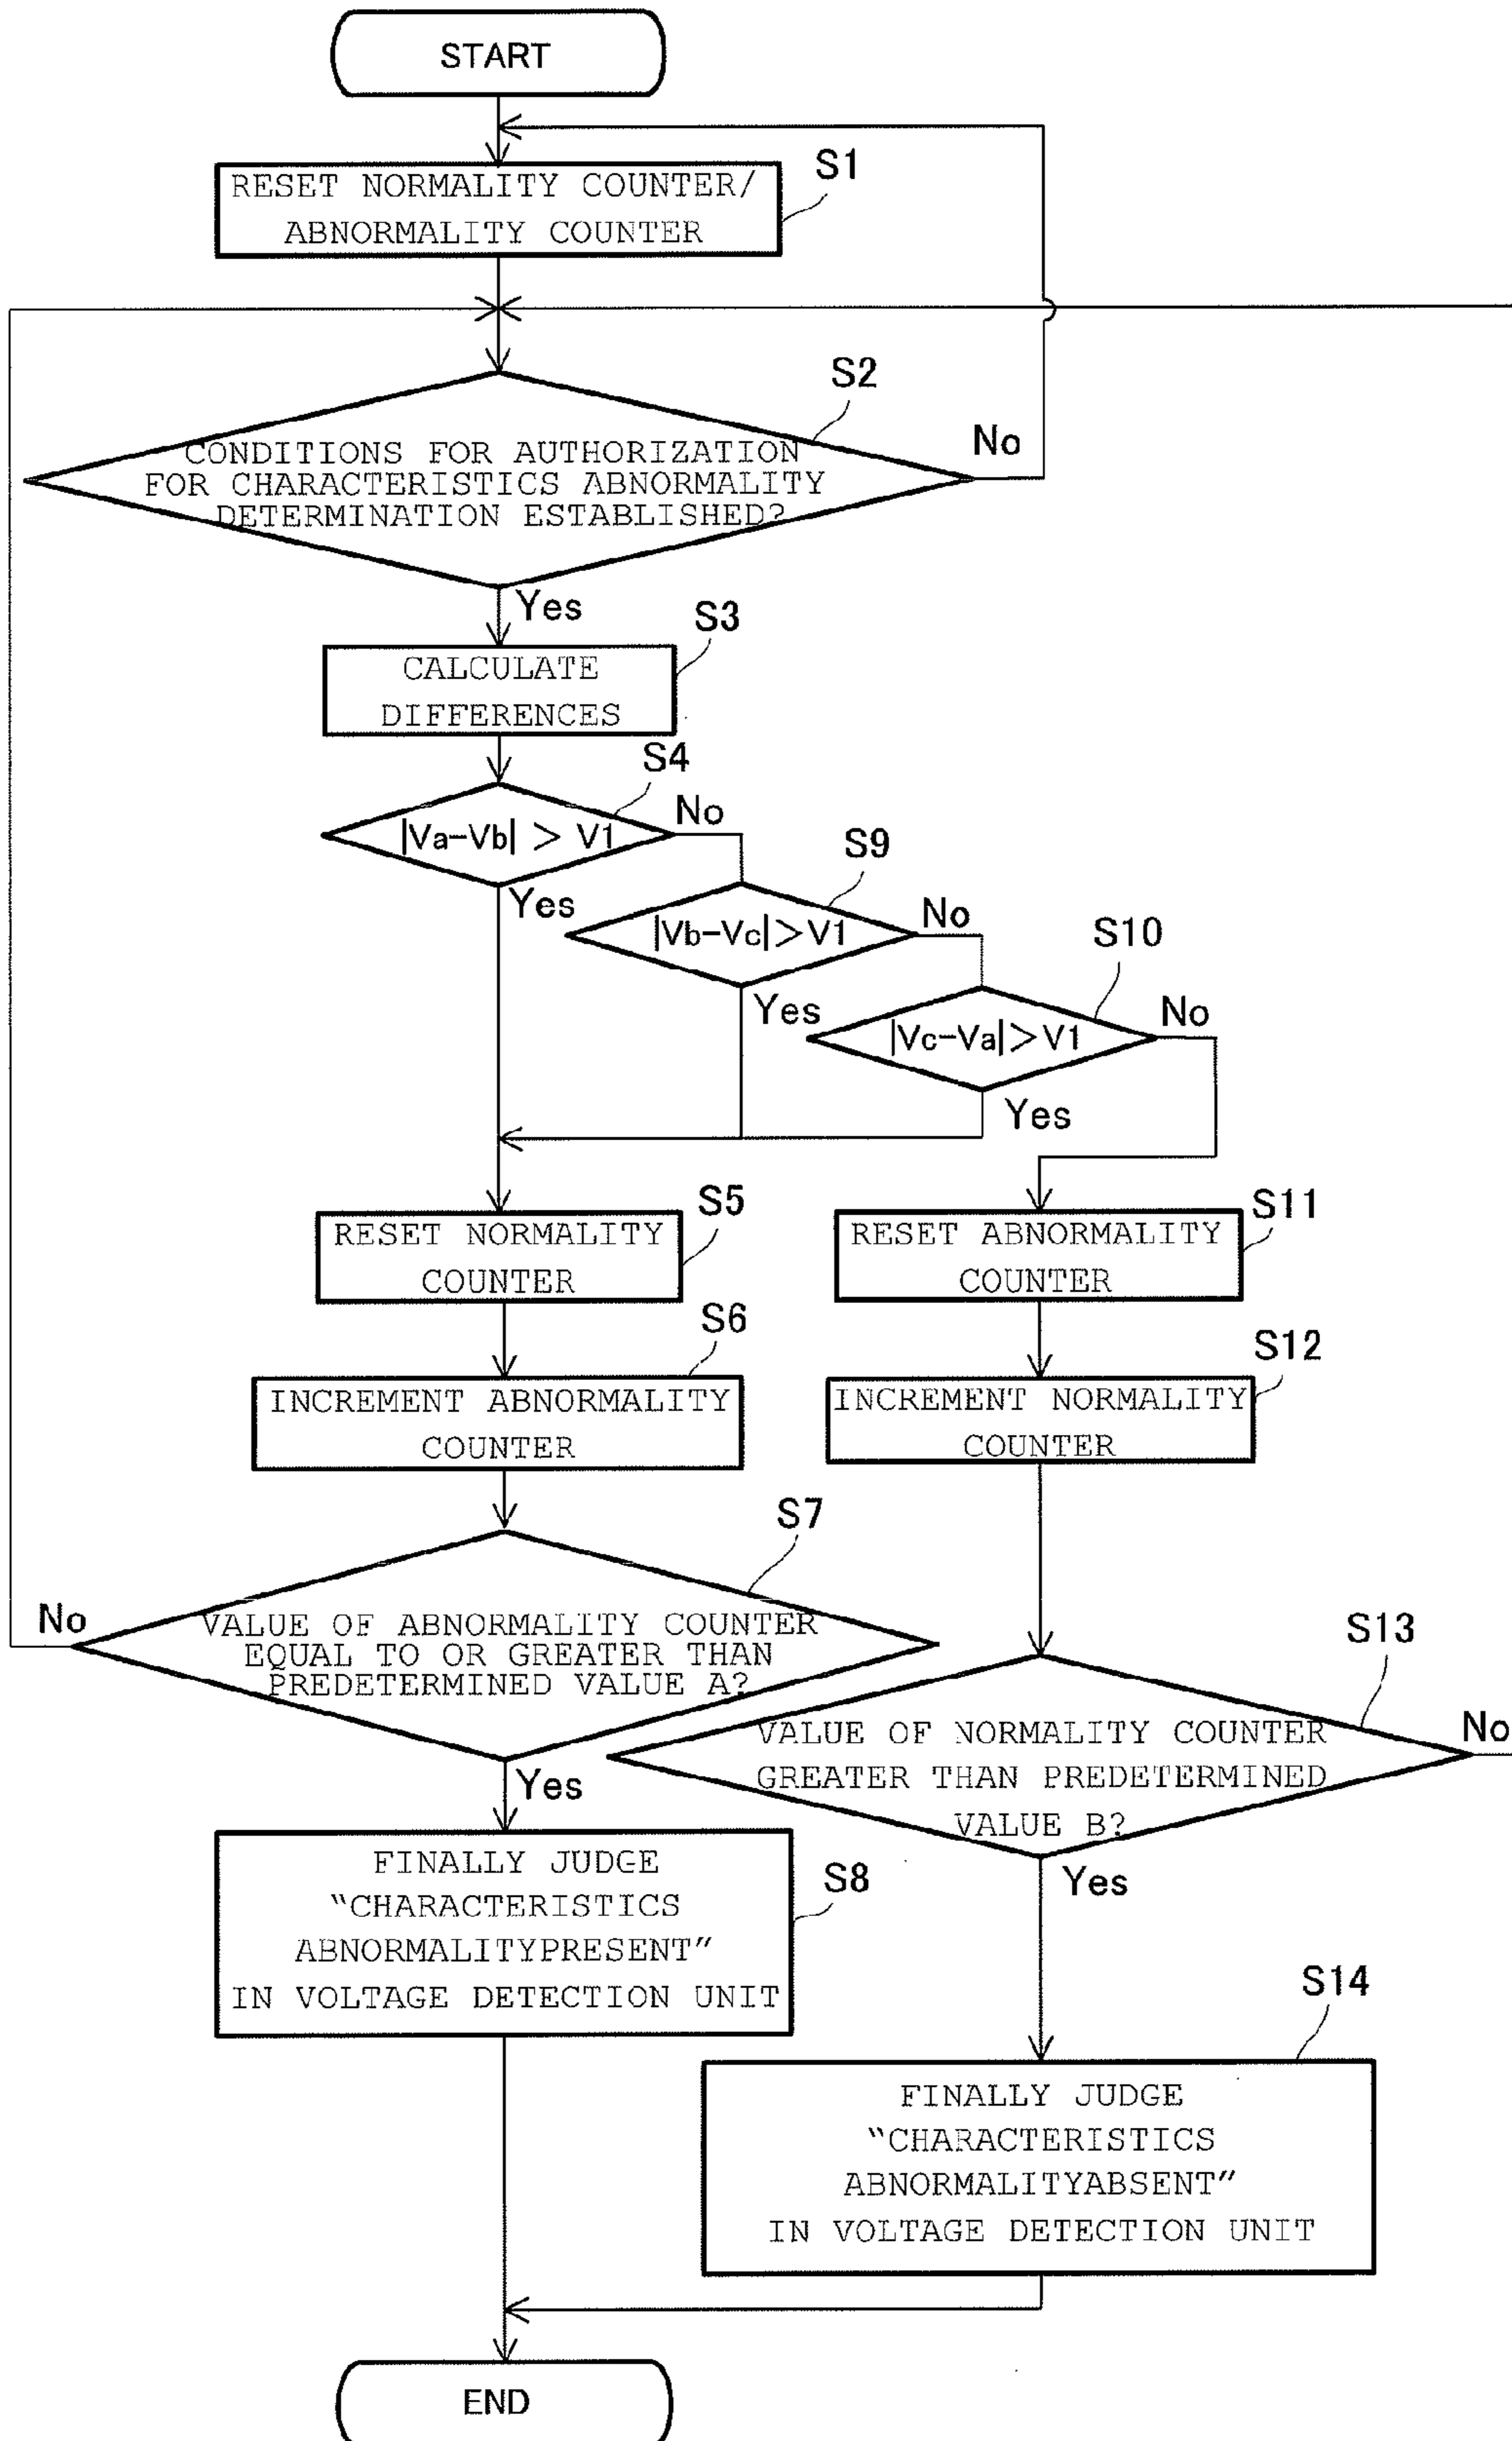 START
S1
RESET NORMALITY COUNTER/
ABNORMALITY COUNTER
S2
CONDITIONS FOR AUTHORIZATION
FOR CHARACTERISTICS ABNORMALITY
DETERMINATION ESTABLISHED?
No
Yes
S3
CALCULATE
DIFFERENCES
S4
|Va-Vb| > V1
No
Yes
S9
|Vb-Vc|>V1
No
Yes
S10
|Vc-Va|>V1
No
Yes
S5
RESET NORMALITY
COUNTER
S11
RESET ABNORMALITY
COUNTER
S6
INCREMENT ABNORMALITY
COUNTER
S12
INCREMENT NORMALITY
COUNTER
S7
VALUE OF ABNORMALITY COUNTER
EQUAL TO OR GREATER THAN
PREDETERMINED VALUE A?
No
Yes
S13
VALUE OF NORMALITY COUNTER
GREATER THAN PREDETERMINED
VALUE B?
No
Yes
S8
FINALLY JUDGE
"CHARACTERISTICS
ABNORMALITYPRESENT"
IN VOLTAGE DETECTION UNIT
S14
FINALLY JUDGE
"CHARACTERISTICS
ABNORMALITYABSENT"
IN VOLTAGE DETECTION UNIT
END